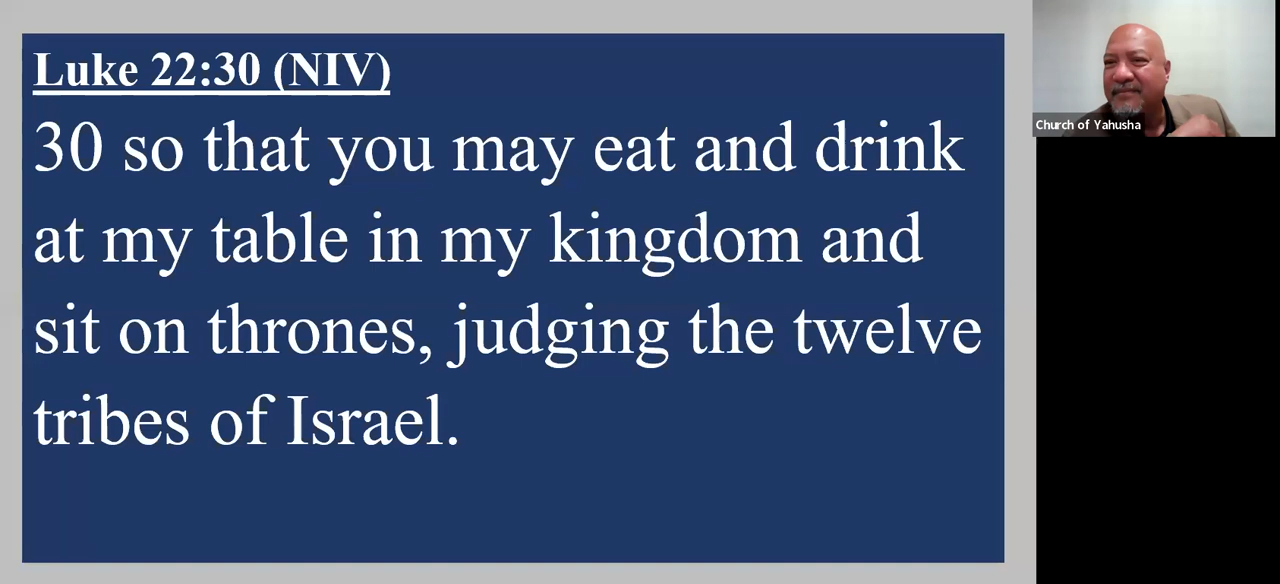 Luke 22:30 (NIV)
30 so that you may eat and drink
at my table in my kingdom and
sit on thrones, judging the twelve
tribes of Israel.
Church of Yahusha